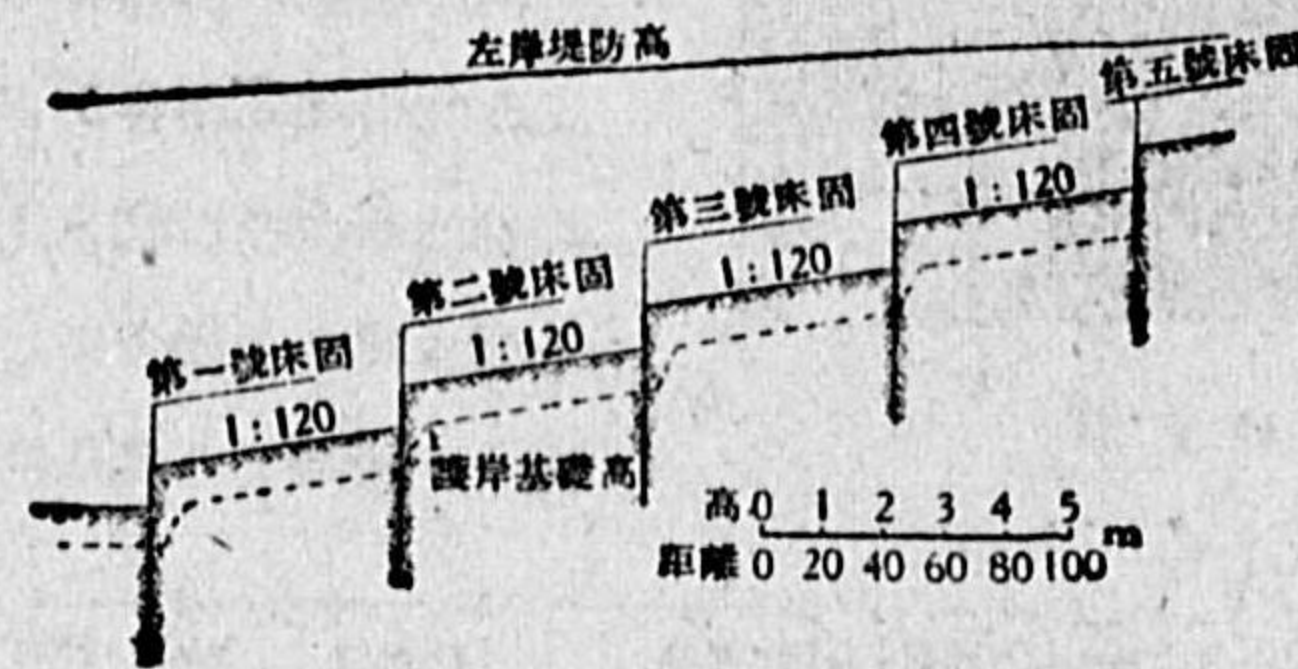 左岸堤防高
第五號床固
第四號床固
1 : 120
第三號床固
1 : 120
第二號床固
1 : 120
第一號床固
1 : 120
護岸基礎高
高 0 1 2 3 4 5 m
距離 0 20 40 60 80 100